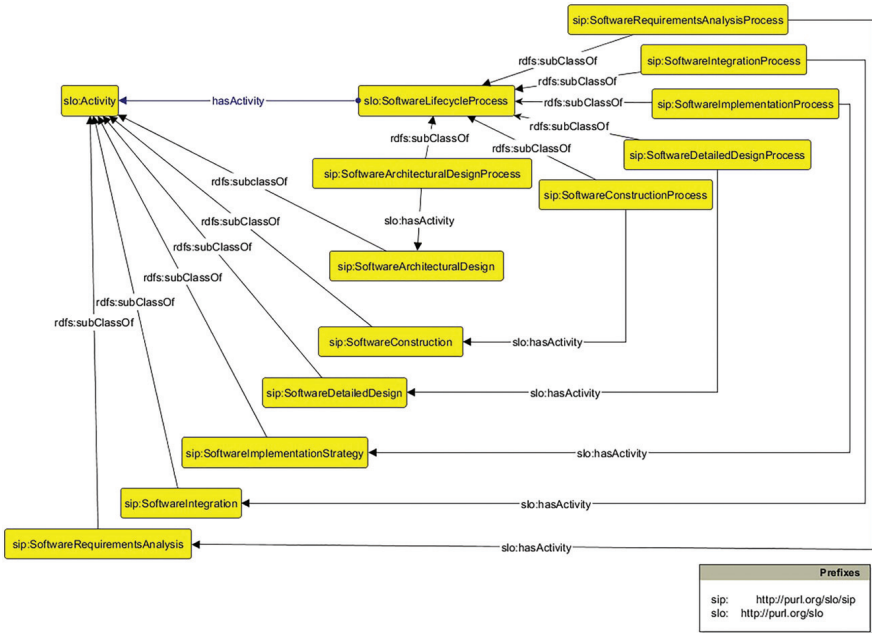 sip:SoftwareRequirementsAnalysisProcess
rdfs:subClassOf
sip:SoftwareIntegrationProcess
rdfs:subClassOf
slo:Activity
hasActivity
slo:SoftwareLifecycleProcess
rdfs:subClassOf
sip:SoftwareImplementationProcess
rdfs:subClassOf
rdfs:subClassOf
rdfs:subClassOf
sip:SoftwareDetailedDesignProcess
sip:SoftwareArchitecturalDesignProcess
rdfs:subclassOf
sip:SoftwareConstructionProcess
slo:hasActivity
rdfs:subClassOf
rdfs:subClassOf
sip:SoftwareArchitecturalDesign
rdfs:subClassOf
rdfs:subClassOf
rdfs:subClassOf
sip:SoftwareConstruction
slo:hasActivity
sip:SoftwareDetailedDesign
slo:hasActivity
sip:SoftwareImplementationStrategy
slo:hasActivity
sip:SoftwareIntegration
slo:hasActivity
sip:SoftwareRequirementsAnalysis
slo:hasActivity
Prefixes
sip: http://purl.org/slo/sip
slo: http://purl.org/slo